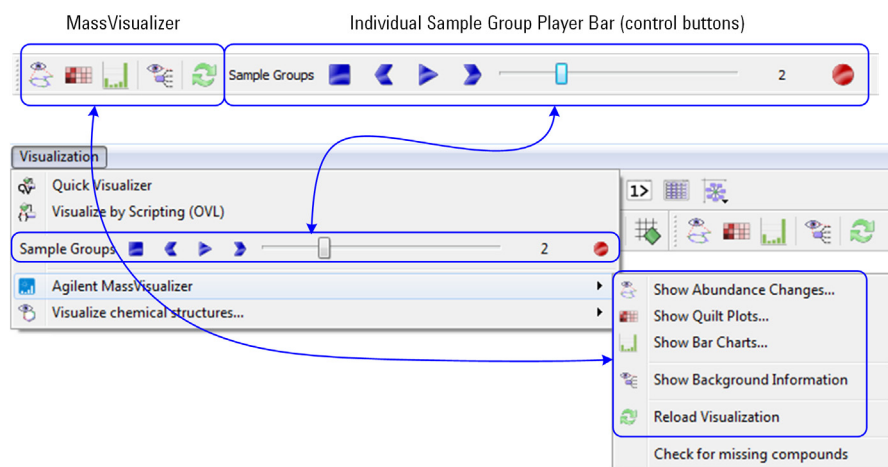 MassVisualizer
Individual Sample Group Player Bar (control buttons)
Sample Groups 2
Visualization
QV Quick Visualizer
Visualize by Scripting (OVL)
1>
Sample Groups 2
Agilent MassVisualizer
Visualize chemical structures...
Show Abundance Changes...
Show Quilt Plots...
Show Bar Charts...
Show Background Information
Reload Visualization
Check for missing compounds